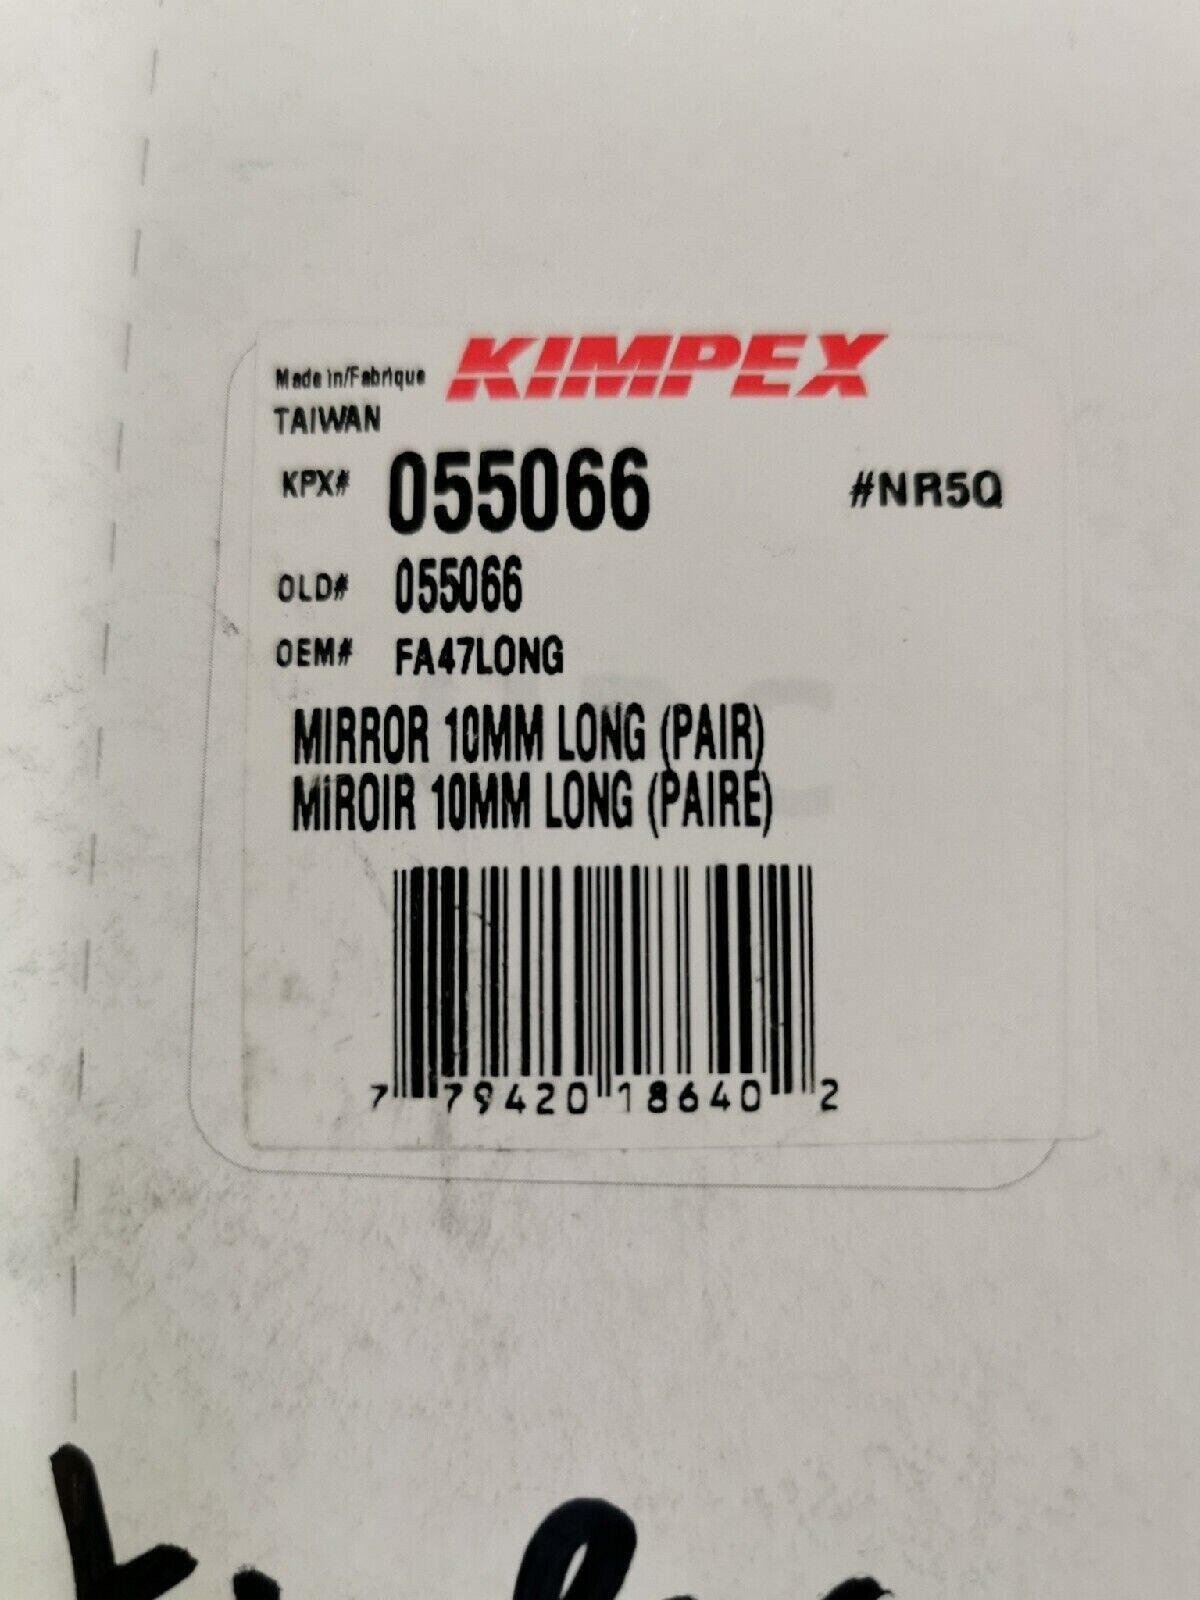 KIMPEX
Made in/Fabrique
TAIWAN
KPX# 055066 #NR5Q
OLD# 055066
OEM# FA47LONG
MIRROR 10MM LONG (PAIR)
MIROIR 10MM LONG (PAIRE)
7 79420 18640 2